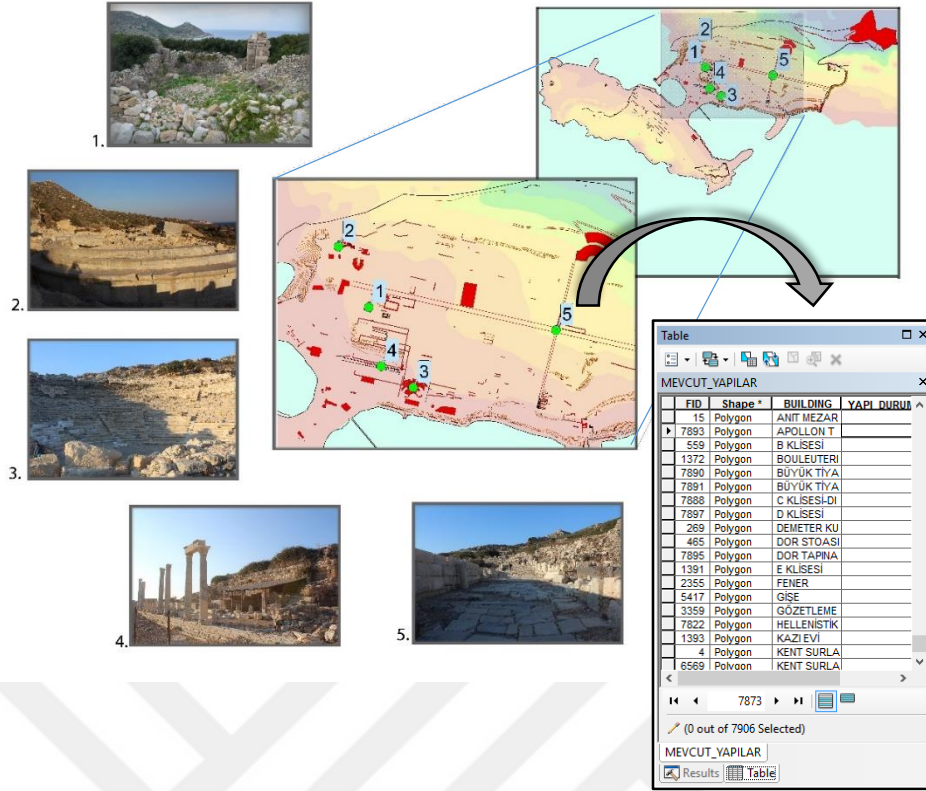 1.
2.
3.
4.
5.
2
1
4
5
3
2
1
5
4
3
Table
MEVCUT_YAPILAR
FID Shape * BUILDING YAPI_DURUM
15 Polygon ANIT MEZAR
7893 Polygon APOLLON T
559 Polygon B KLİSESİ
1372 Polygon BOULEUTERI
7890 Polygon BÜYÜK TİYA
7891 Polygon BÜYÜK TİYA
7888 Polygon C KLİSESİ-DI
7897 Polygon D KLİSESİ
269 Polygon DEMETER KU
465 Polygon DOR STOASI
7895 Polygon DOR TAPINA
1391 Polygon E KLİSESİ
2355 Polygon FENER
5417 Polygon GİŞE
3359 Polygon GÖZETLEME
7822 Polygon HELLENİSTİK
1393 Polygon KAZI EVİ
4 Polygon KENT SURLA
6569 Polygon KENT SURLA
7873
(0 out of 7906 Selected)
MEVCUT_YAPILAR
Results Table